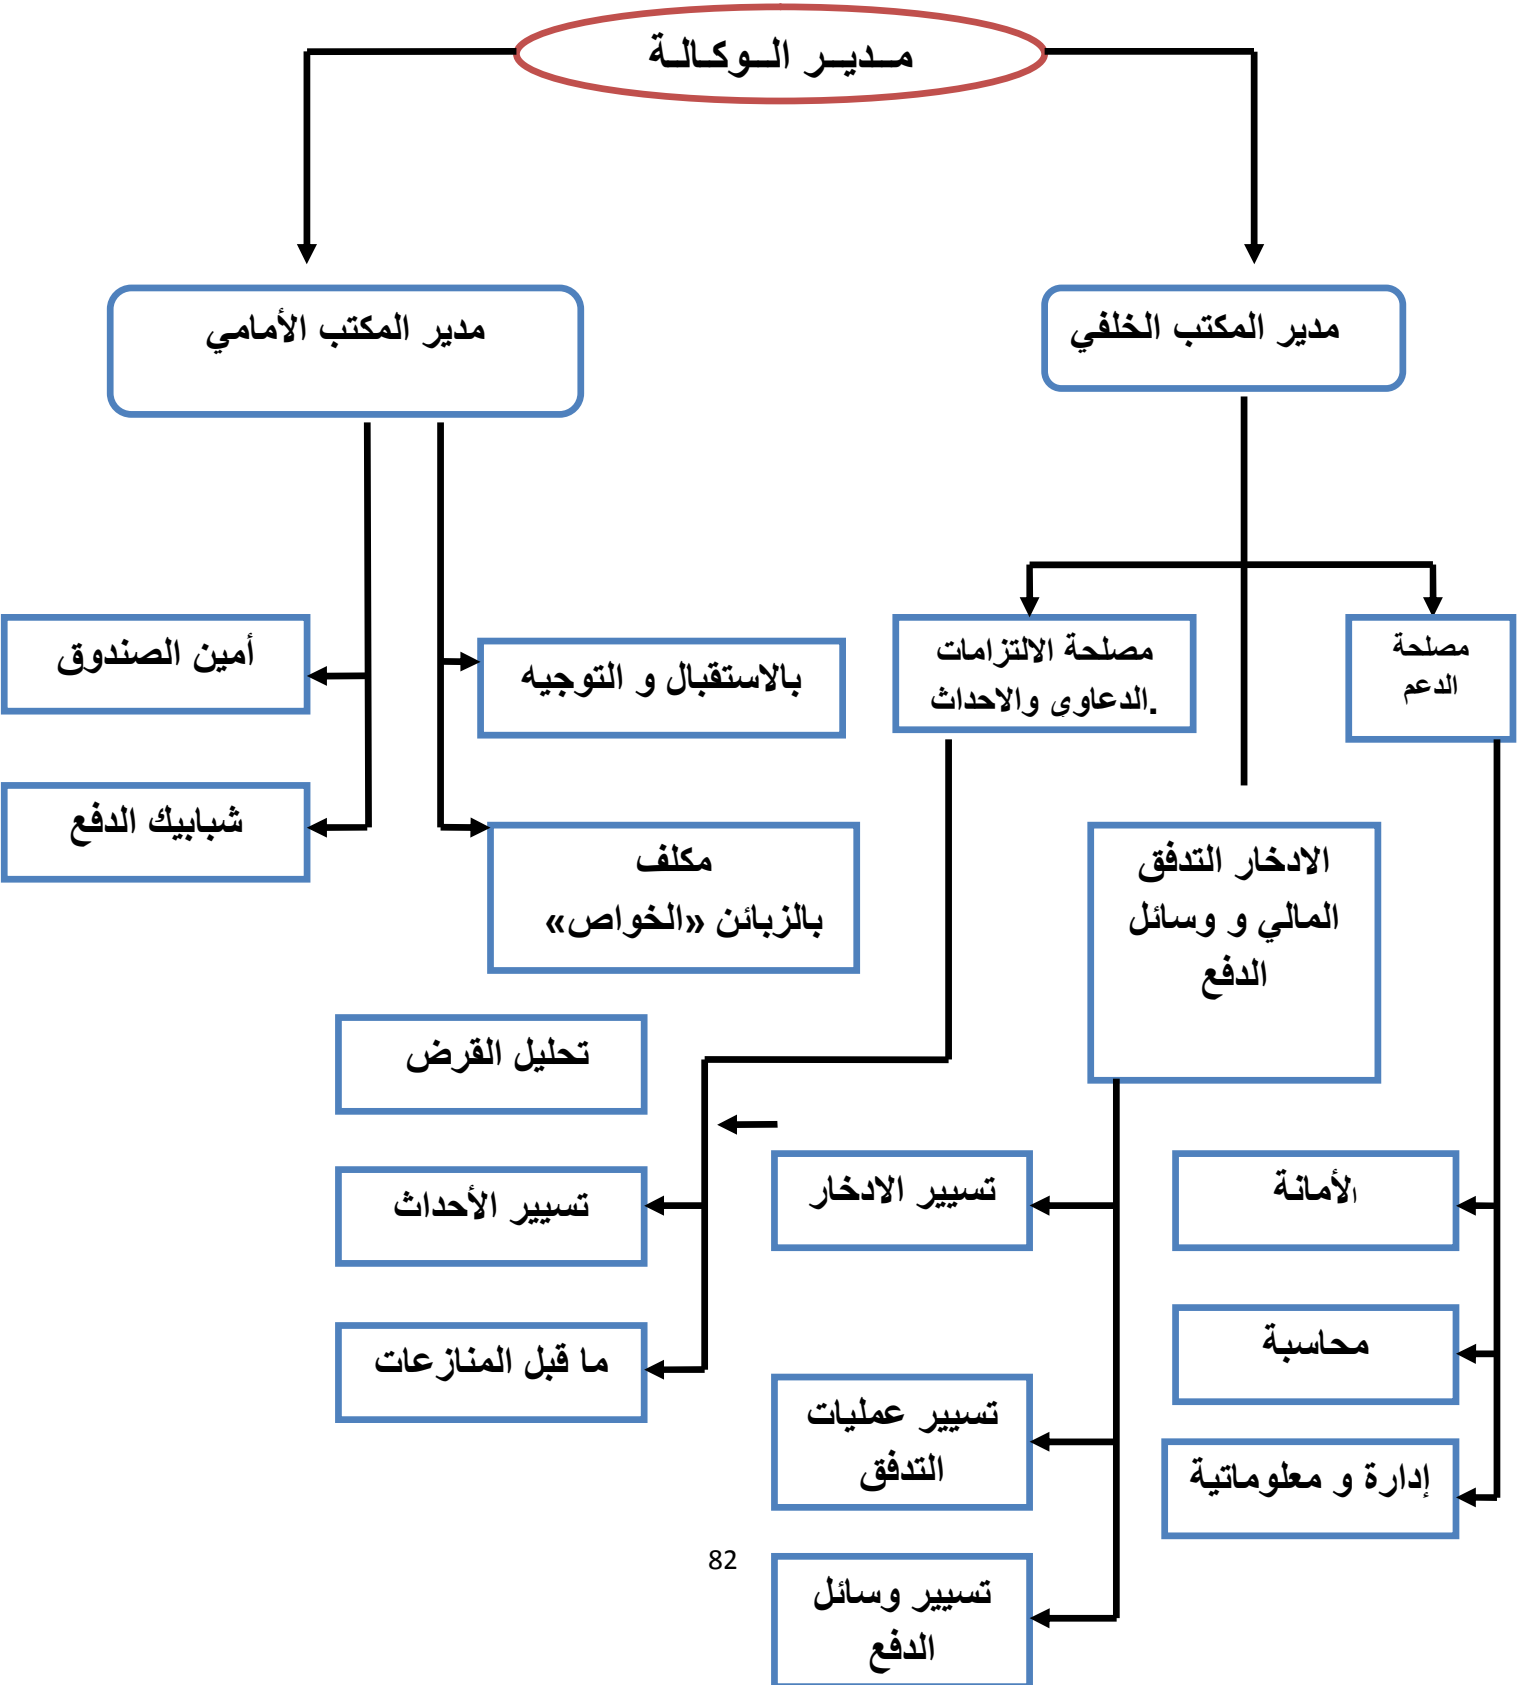 مـديـر الـوكـالـة
مدير المكتب الخلفي
مدير المكتب الأمامي
مصلحة
الدعم
مصلحة الالتزامات
الدعاوى والاحداث.
بالاستقبال و التوجيه
أمين الصندوق
شبابيك الدفع
مكلف
بالزبائن «الخواص»
الادخار التدفق
المالي و وسائل
الدفع
تحليل القرض
الأمانة
تسيير الادخار
تسيير الأحداث
محاسبة
ما قبل المنازعات
تسيير عمليات
التدفق
إدارة و معلوماتية
تسيير وسائل
الدفع
82